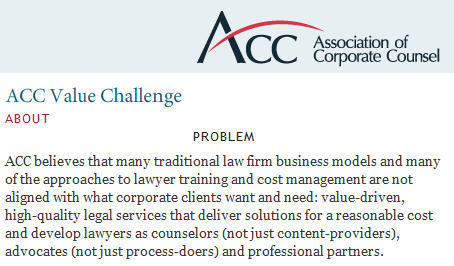 ACC Association of
Corporate Counsel
ACC Value Challenge
ABOUT
PROBLEM
ACC believes that many traditional law firm business models and many
of the approaches to lawyer training and cost management are not
aligned with what corporate clients want and need: value-driven,
high-quality legal services that deliver solutions for a reasonable cost
and develop lawyers as counselors (not just content-providers),
advocates (not just process-doers) and professional partners.